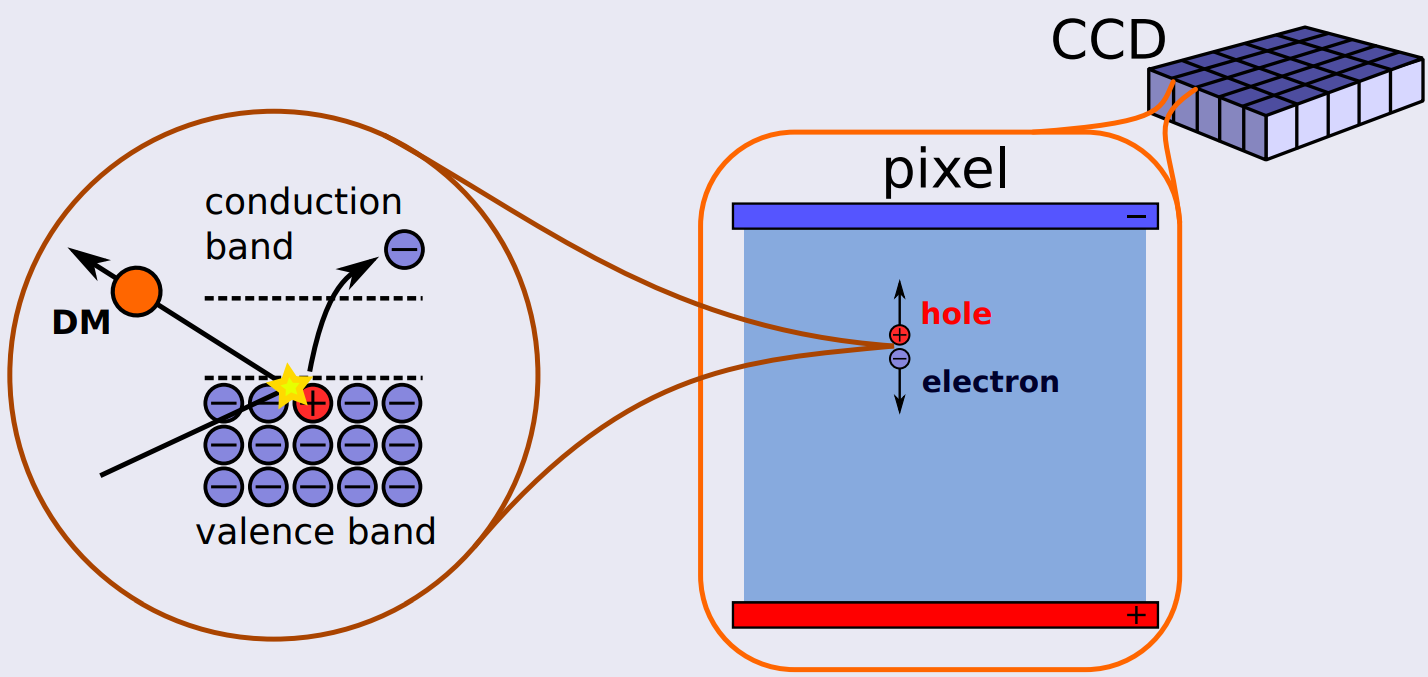 CCD
pixel
−
conduction
band
−
DM
hole
+
−
electron
− − + − −
− − − − −
− − − − −
valence band
+